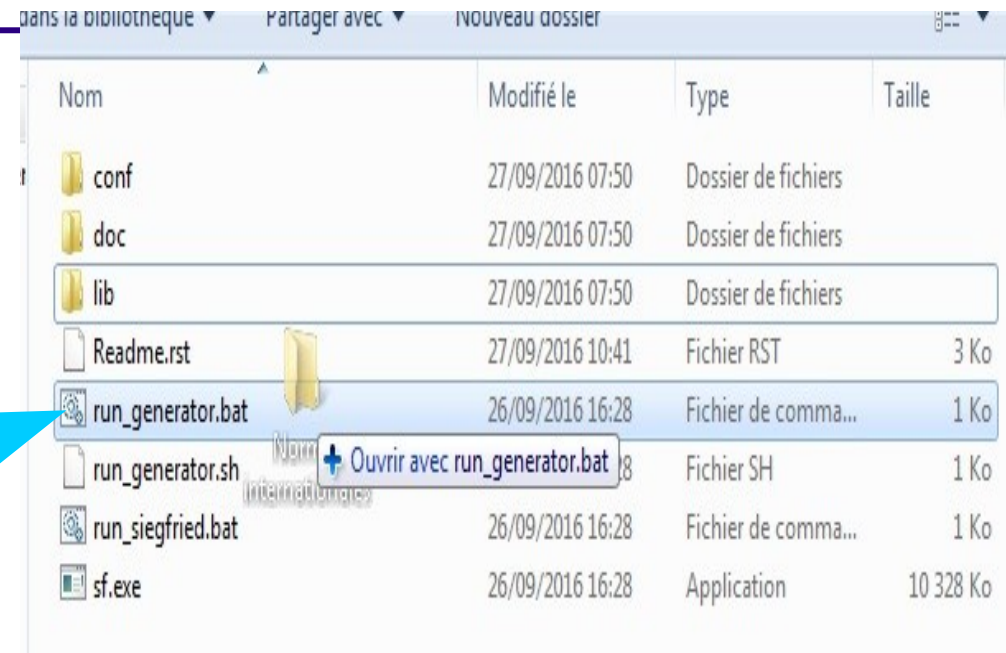 dans la bibliothèque Partager avec Nouveau dossier
Nom Modifié le Type Taille
conf 27/09/2016 07:50 Dossier de fichiers
doc 27/09/2016 07:50 Dossier de fichiers
lib 27/09/2016 07:50 Dossier de fichiers
Readme.rst 27/09/2016 10:41 Fichier RST 3 Ko
run_generator.bat 26/09/2016 16:28 Fichier de comma... 1 Ko
Ouvrir avec run_generator.bat
Internationales
run_generator.sh Fichier SH 1 Ko
run_siegfried.bat 26/09/2016 16:28 Fichier de comma... 1 Ko
sf.exe 26/09/2016 16:28 Application 10 328 Ko